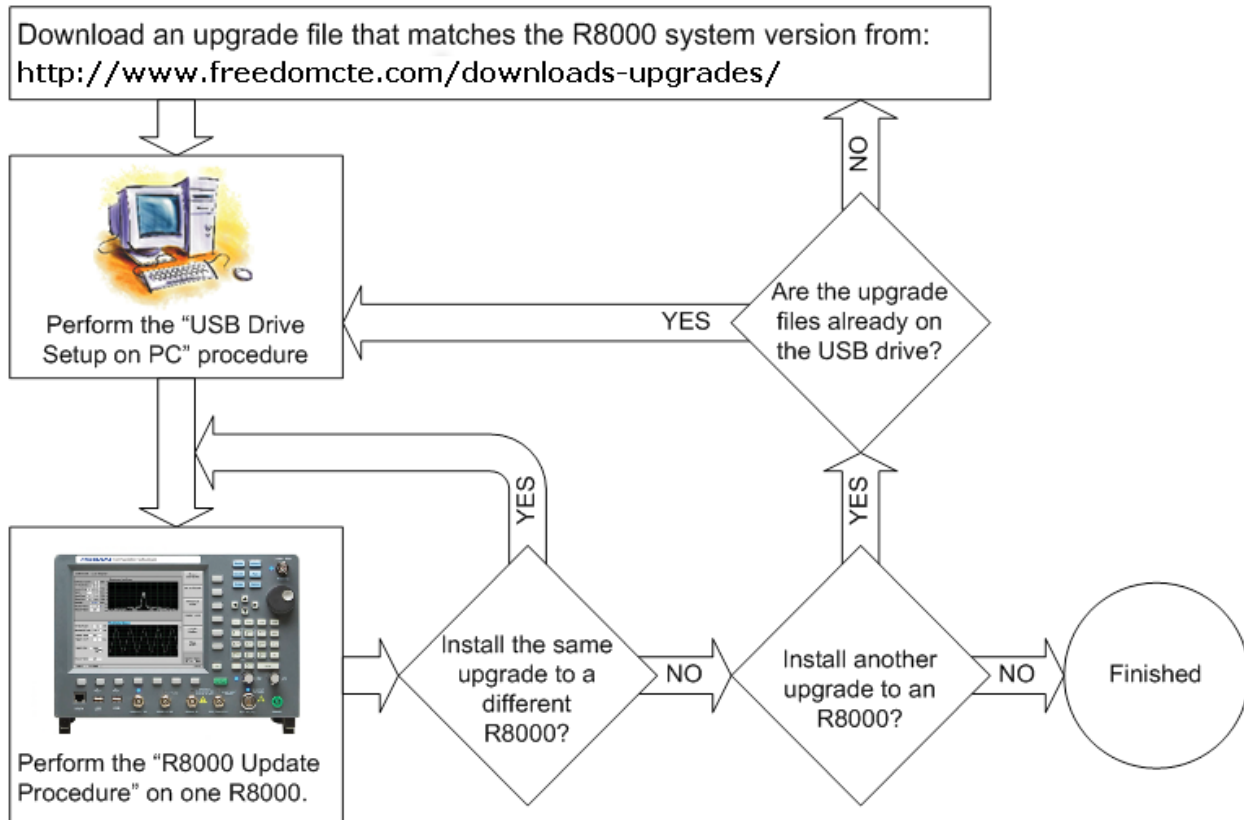 Download an upgrade file that matches the R8000 system version from:
http://www.freedomcte.com/downloads-upgrades/
NO
Perform the “USB Drive
Setup on PC” procedure
YES
Are the upgrade
files already on
the USB drive?
YES
YES
Perform the “R8000 Update
Procedure” on one R8000.
Install the same
upgrade to a
different
R8000?
NO
Install another
upgrade to an
R8000?
NO
Finished